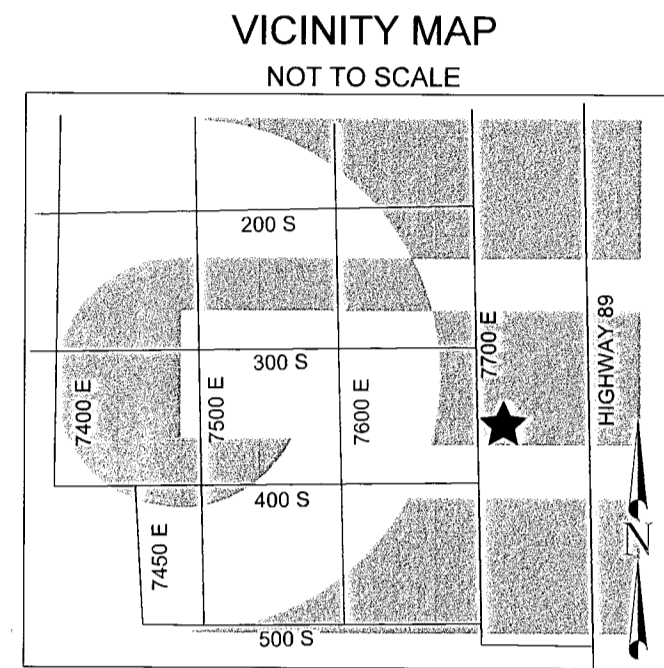 VICINITY MAP
NOT TO SCALE
200 S
300 S
7400 E
7500 E
7600 E
7700 E
HIGHWAY 89
400 S
7450 E
N
500 S